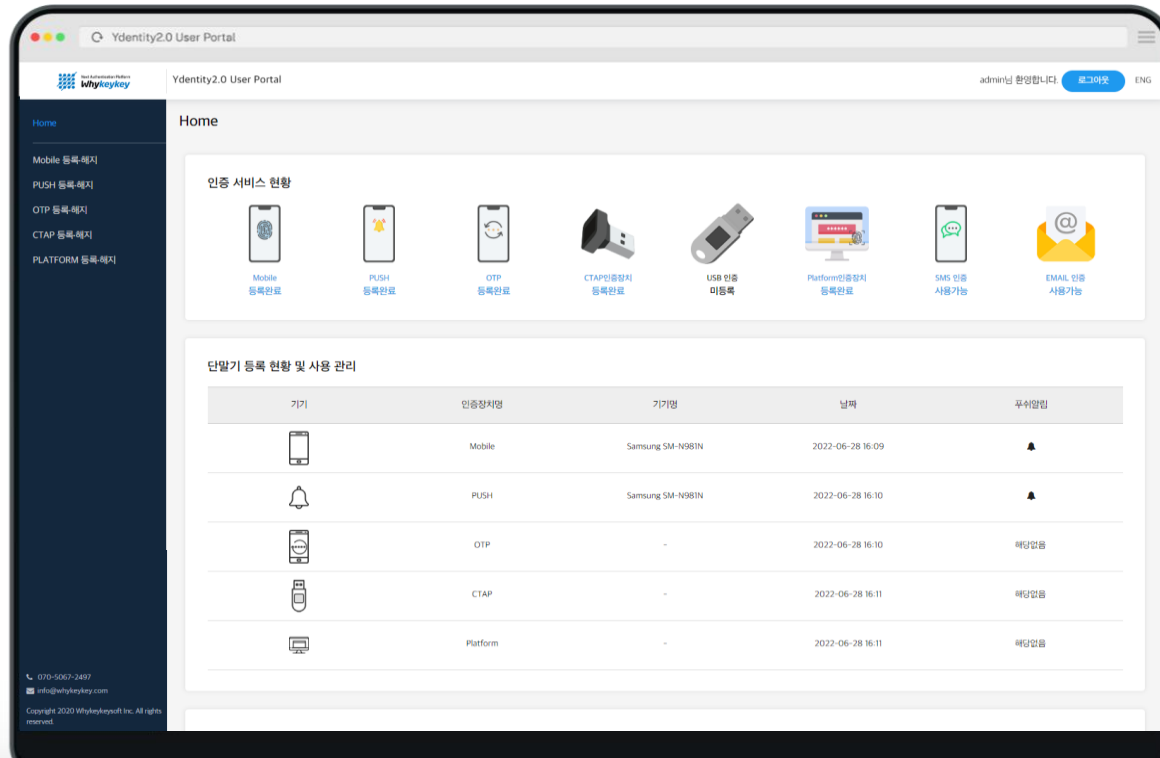 Ydentity2.0 User Portal
Next Authentication Platform
Whykeykey
Ydentity2.0 User Portal
admin님 환영합니다. 로그아웃 ENG
Home
Mobile 등록·해지
PUSH 등록·해지
OTP 등록·해지
CTAP 등록·해지
PLATFORM 등록·해지
070-5067-2497
info@whykeykey.com
Copyright 2020 Whykeykeysoft Inc. All rights
reserved.
Home
인증 서비스 현황
Mobile PUSH OTP CTAP인증장치 USB 인증 Platform인증장치 SMS 인증 EMAIL 인증
등록완료 등록완료 등록완료 등록완료 미등록 등록완료 사용가능 사용가능
단말기 등록 현황 및 사용 관리
기기 인증장치명 기기명 날짜 푸쉬알림
Mobile Samsung SM-N981N 2022-06-28 16:09
PUSH Samsung SM-N981N 2022-06-28 16:10
OTP - 2022-06-28 16:10 해당없음
CTAP - 2022-06-28 16:11 해당없음
Platform - 2022-06-28 16:11 해당없음